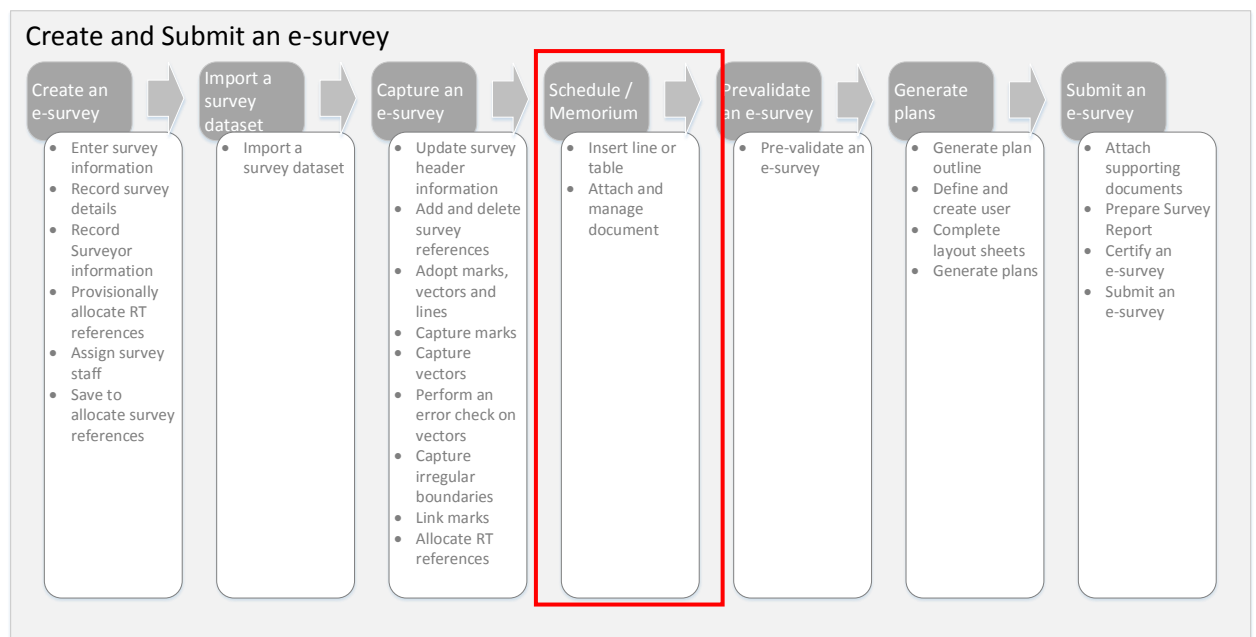 Create and Submit an e-survey
Create an
e-survey
• Enter survey
information
• Record survey
details
• Record
Surveyor
information
• Provisionally
allocate RT
references
• Assign survey
staff
• Save to
allocate survey
references
Import a
survey
dataset
• Import a
survey dataset
Capture an
e-survey
• Update survey
header
information
• Add and delete
survey
references
• Adopt marks,
vectors and
lines
• Capture marks
• Capture
vectors
• Perform an
error check on
vectors
• Capture
irregular
boundaries
• Link marks
• Allocate RT
references
Schedule /
Memorium
• Insert line or
table
• Attach and
manage
document
Prevalidate
an e-survey
• Pre-validate an
e-survey
Generate
plans
• Generate plan
outline
• Define and
create user
• Complete
layout sheets
• Generate plans
Submit an
e-survey
• Attach
supporting
documents
• Prepare Survey
Report
• Certify an
e-survey
• Submit an
e-survey